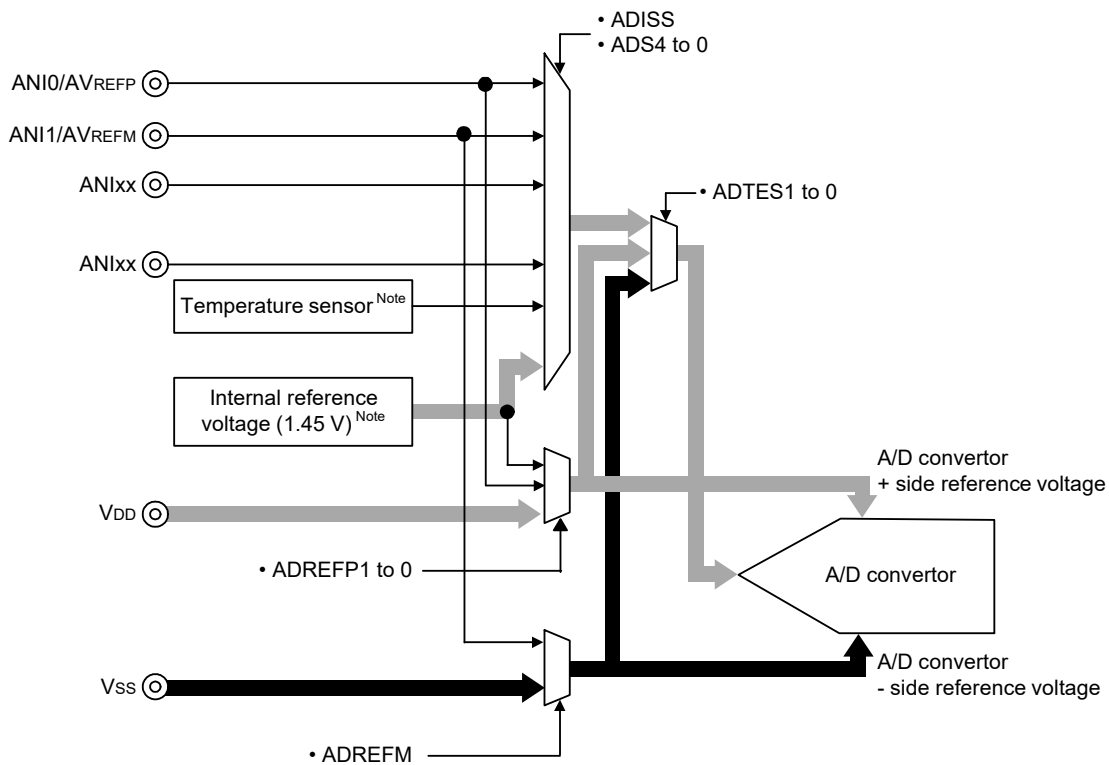 • ADISS
• ADS4 to 0
ANI0/AVREFP
ANI1/AVREFM
ANIxx
• ADTES1 to 0
ANIxx
Temperature sensor Note
Internal reference
voltage (1.45 V) Note
A/D convertor
+ side reference voltage
VDD
• ADREFP1 to 0
A/D convertor
A/D convertor
- side reference voltage
VSS
• ADREFM